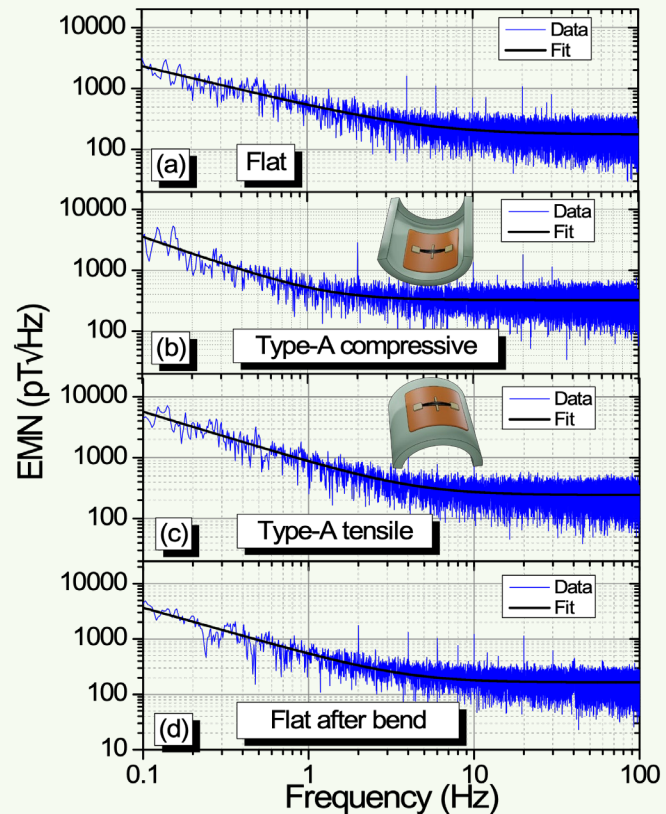 10000
1000
100
Data
Fit
(a)
Flat
10000
1000
100
Data
Fit
(b)
Type-A compressive
10000
1000
100
Data
Fit
(c)
Type-A tensile
10000
1000
100
10
Data
Fit
(d)
Flat after bend
EMN (pT√Hz)
0.1
1
10
100
Frequency (Hz)